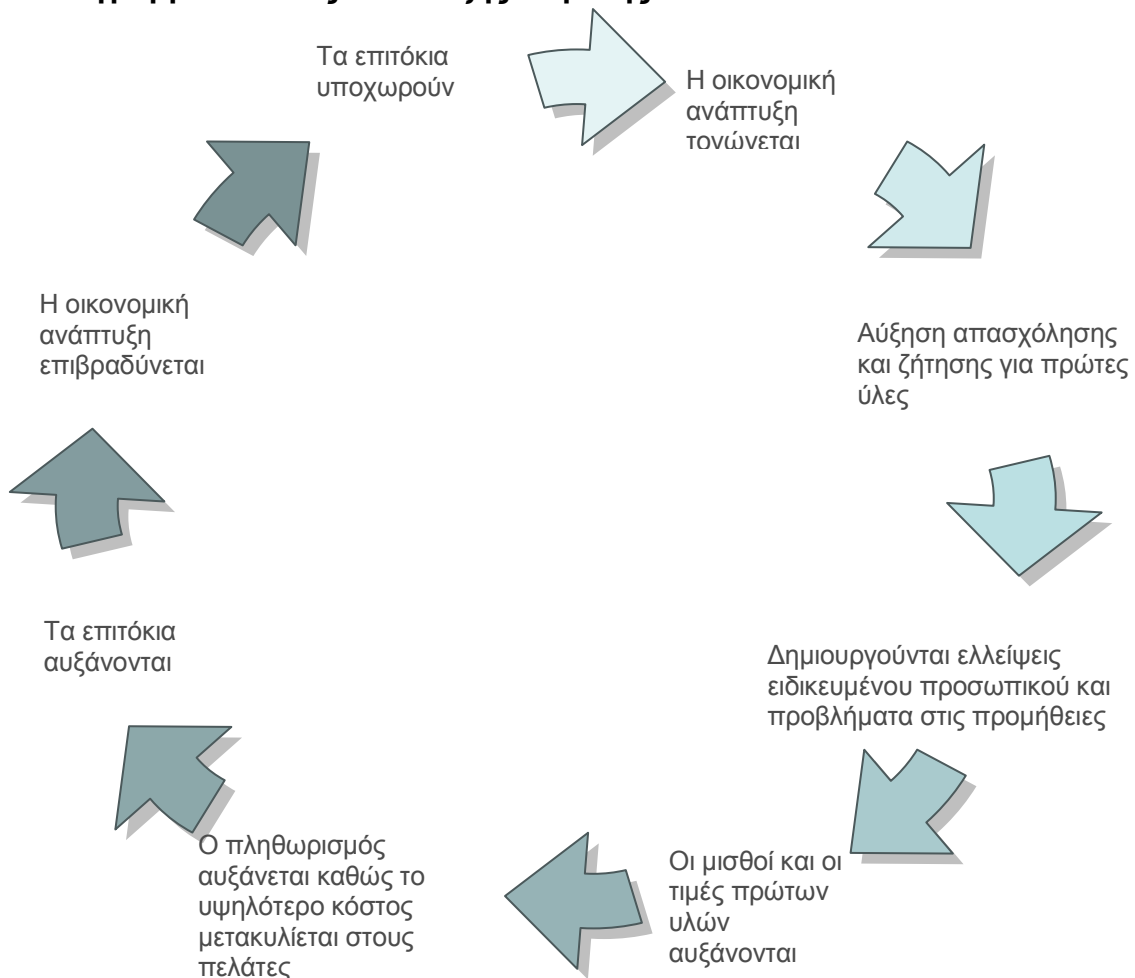 Τα επιτόκια
υποχωρούν
Η οικονομική
ανάπτυξη
τονώνεται
Αύξηση απασχόλησης
και ζήτησης για πρώτες
ύλες
Δημιουργούνται ελλείψεις
ειδικευμένου προσωπικού και
προβλήματα στις προμήθειες
Οι μισθοί και οι
τιμές πρώτων
υλών
αυξάνονται
Ο πληθωρισμός
αυξάνεται καθώς το
υψηλότερο κόστος
μετακυλίεται στους
πελάτες
Τα επιτόκια
αυξάνονται
Η οικονομική
ανάπτυξη
επιβραδύνεται